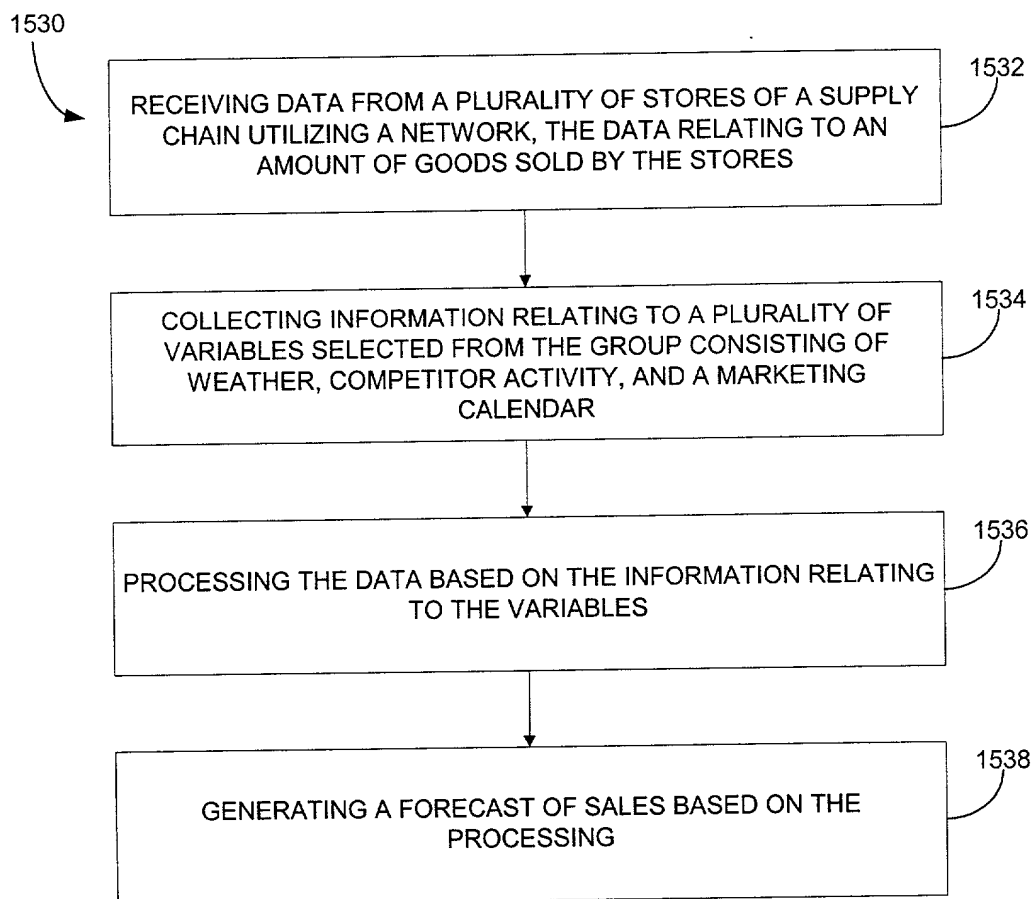 1530
1532
RECEIVING DATA FROM A PLURALITY OF STORES OF A SUPPLY
CHAIN UTILIZING A NETWORK, THE DATA RELATING TO AN
AMOUNT OF GOODS SOLD BY THE STORES
1534
COLLECTING INFORMATION RELATING TO A PLURALITY OF
VARIABLES SELECTED FROM THE GROUP CONSISTING OF
WEATHER, COMPETITOR ACTIVITY, AND A MARKETING
CALENDAR
1536
PROCESSING THE DATA BASED ON THE INFORMATION RELATING
TO THE VARIABLES
1538
GENERATING A FORECAST OF SALES BASED ON THE
PROCESSING